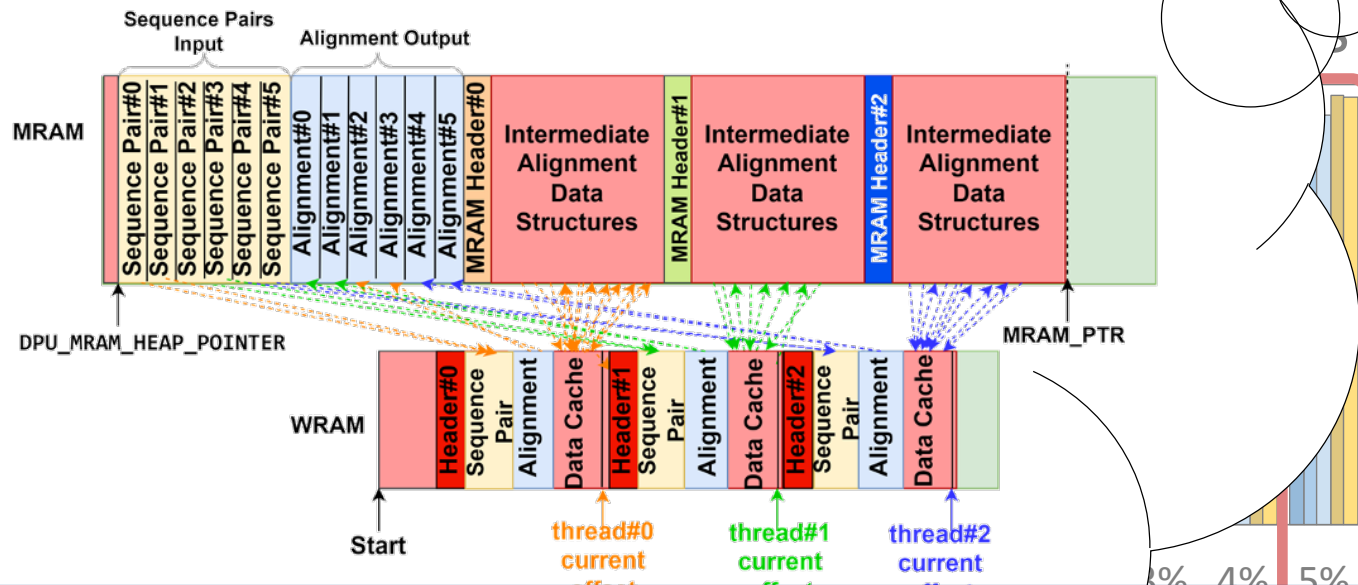 Sequence Pairs
Input
Alignment Output
MRAM
Sequence Pair#0
Sequence Pair#1
Sequence Pair#2
Sequence Pair#3
Sequence Pair#4
Sequence Pair#5
Alignment#0
Alignment#1
Alignment#2
Alignment#3
Alignment#4
Alignment#5
MRAM Header#0
Intermediate
Alignment
Data
Structures
MRAM Header#1
Intermediate
Alignment
Data
Structures
MRAM Header#2
Intermediate
Alignment
Data
Structures
DPU_MRAM_HEAP_POINTER
MRAM_PTR
WRAM
Header#0
Sequence
Pair
Alignment
Data Cache
Header#1
Sequence
Pair
Alignment
Data Cache
Header#2
Sequence
Pair
Alignment
Data Cache
Start
thread#0
current
thread#1
current
thread#2
current
4%
5%